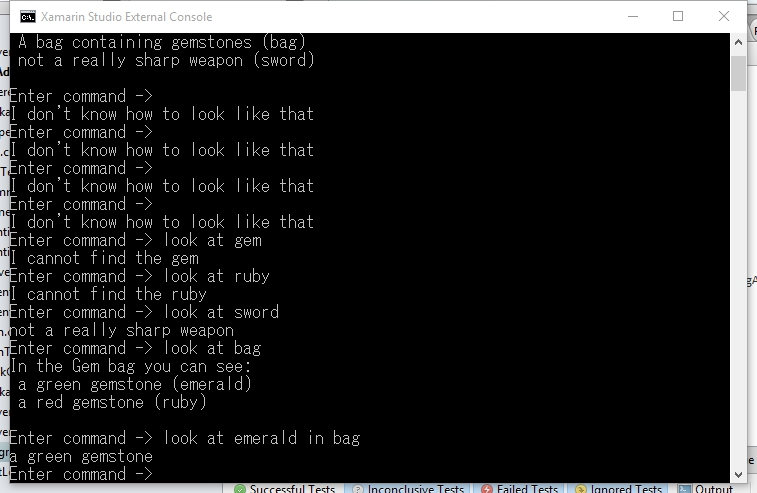 Xamarin Studio External Console
A bag containing gemstones (bag)
not a really sharp weapon (sword)
Enter command ->
I don't know how to look like that
Enter command ->
I don't know how to look like that
Enter command ->
I don't know how to look like that
Enter command ->
I don't know how to look like that
Enter command -> look at gem
I cannot find the gem
Enter command -> look at ruby
I cannot find the ruby
Enter command -> look at sword
not a really sharp weapon
Enter command -> look at bag
In the Gem bag you can see:
a green gemstone (emerald)
a red gemstone (ruby)
Enter command -> look at emerald in bag
a green gemstone
Enter command ->
Successful Tests Inconclusive Tests Failed Tests Ignored Tests Output